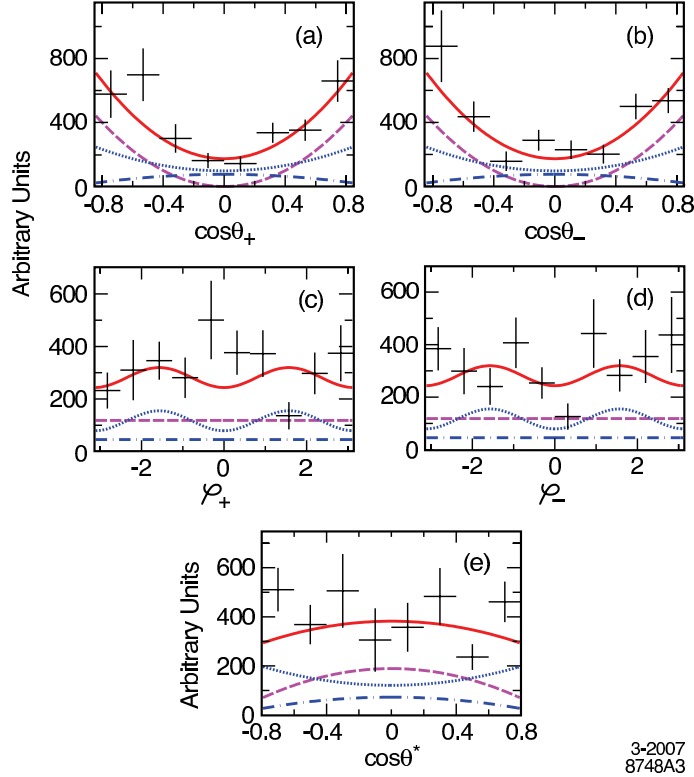 (a)
(b)
800
400
0
800
400
0
-0.8 -0.4 0 0.4 0.8
-0.8 -0.4 0 0.4 0.8
cosθ+
cosθ−
Arbitrary Units
(c)
(d)
600
400
200
0
600
400
200
0
-2 0 2
-2 0 2
φ+
φ−
(e)
600
400
200
0
Arbitrary Units
-0.8 -0.4 0 0.4 0.8
cosθ*
3-2007
8748A3